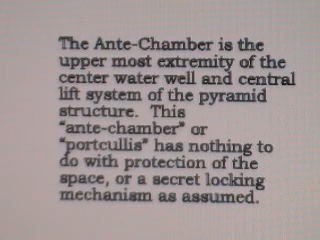 The Ante-Chamber is the
upper most extremity of the
center water well and central
lift system of the pyramid
structure.  This
"ante-chamber" or
"portcullis" has nothing to
do with protection of the
space, or a secret locking
mechanism as assumed.